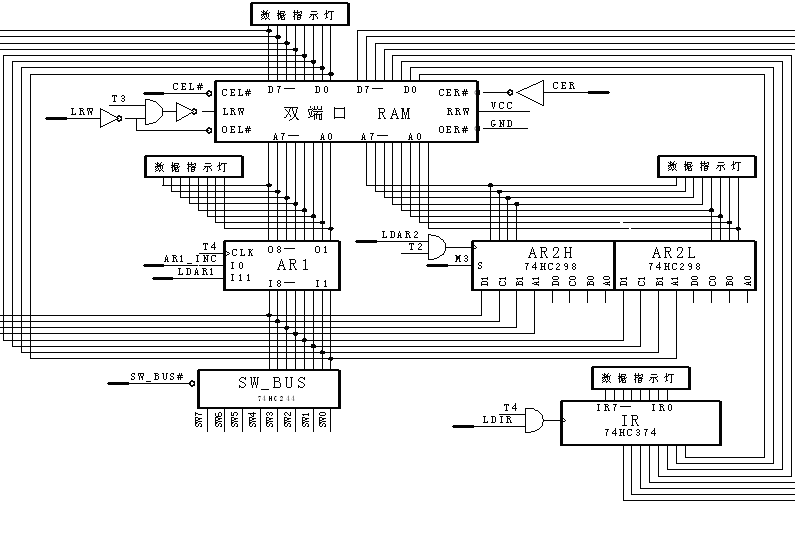 数据指示灯
CEL# D7— D0 D7— D0 CER# CER
T3
LRW LRW 双端口 RAM RRW VCC
OEL# A7— A0 A7— A0 OER# GND
数据指示灯 数据指示灯
T4 CLK O8— O1
AR1_INC I0 AR1
LDAR1 I11 I8— I1
LDAR2
T2
M3 S
AR2H AR2L
74HC298 74HC298
D1 C1 B1 A1 D0 C0 B0 A0 D1 C1 B1 A1 D0 C0 B0 A0
SW_BUS# SW_BUS
74HC244
SW7 SW6 SW5 SW4 SW3 SW2 SW1 SW0
数据指示灯
T4 IR7— IR0
LDIR IR
74HC374